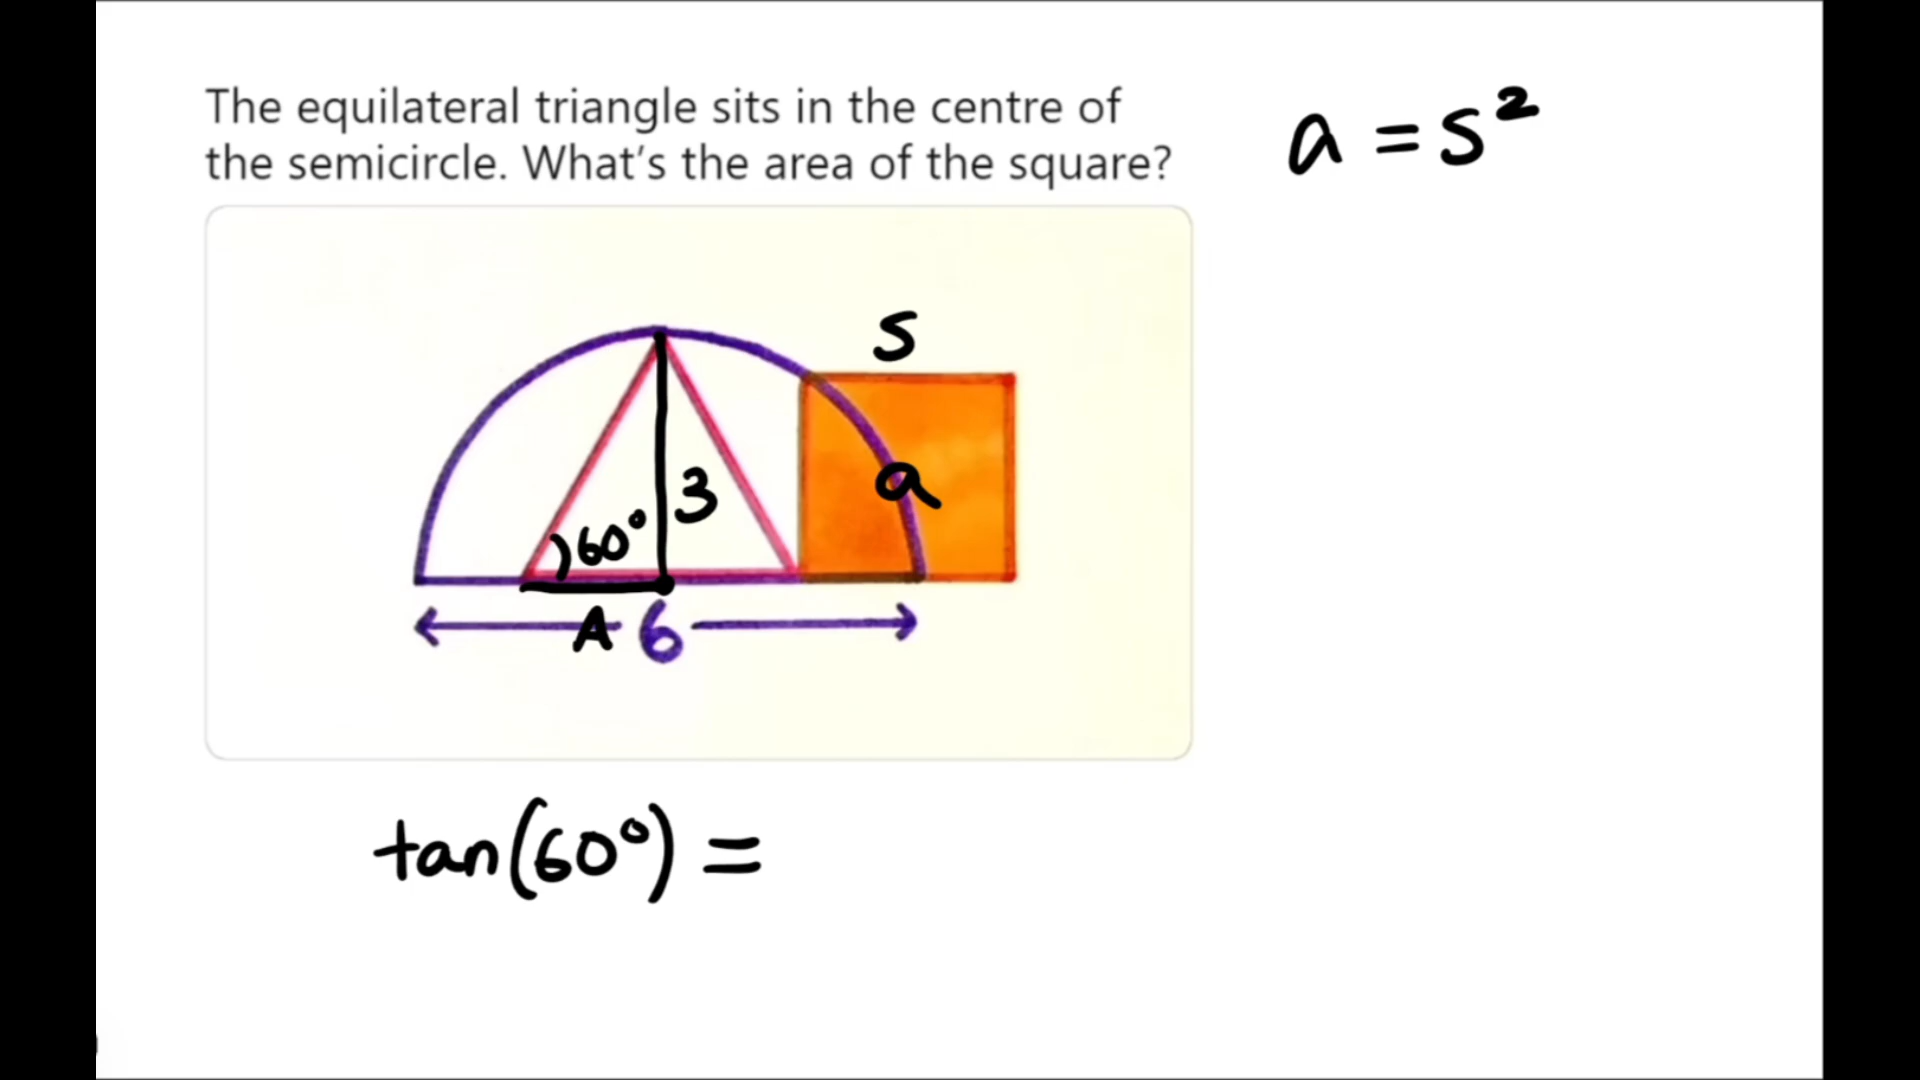 The equilateral triangle sits in the centre of
the semicircle. What's the area of the square?
a = s²
s
a
3
60°
A
6
tan(60°) =